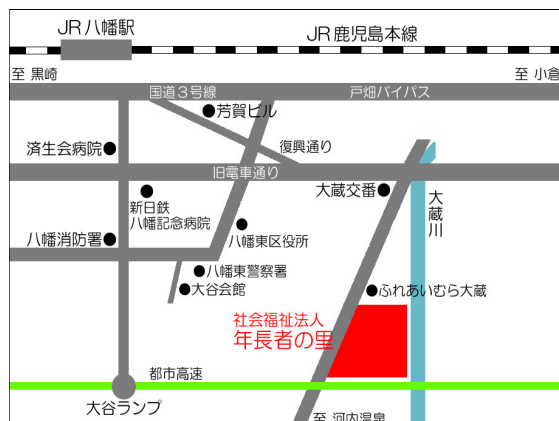 JR八幡駅
JR鹿児島本線
至 黒崎
至 小倉
国道3号線
戸畑バイパス
芳賀ビル
復興通り
済生会病院
旧電車通り
大蔵交番
新日鉄
八幡記念病院
大蔵川
八幡消防署
八幡東区役所
八幡東警察署
大谷会館
ふれあいむら大蔵
社会福祉法人
年長者の里
都市高速
大谷ランプ
至 河内温泉